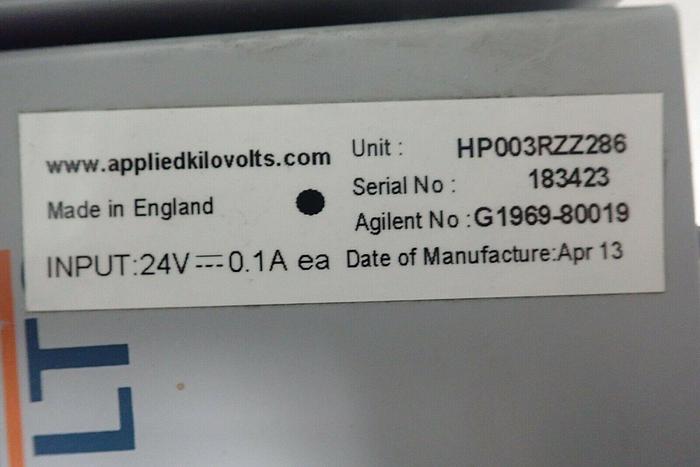 www.appliedkilovolts.com
Made in England
INPUT:24V⎓0.1A ea
Unit : HP003RZZ286
Serial No : 183423
Agilent No :G1969-80019
Date of Manufacture:Apr 13
LT